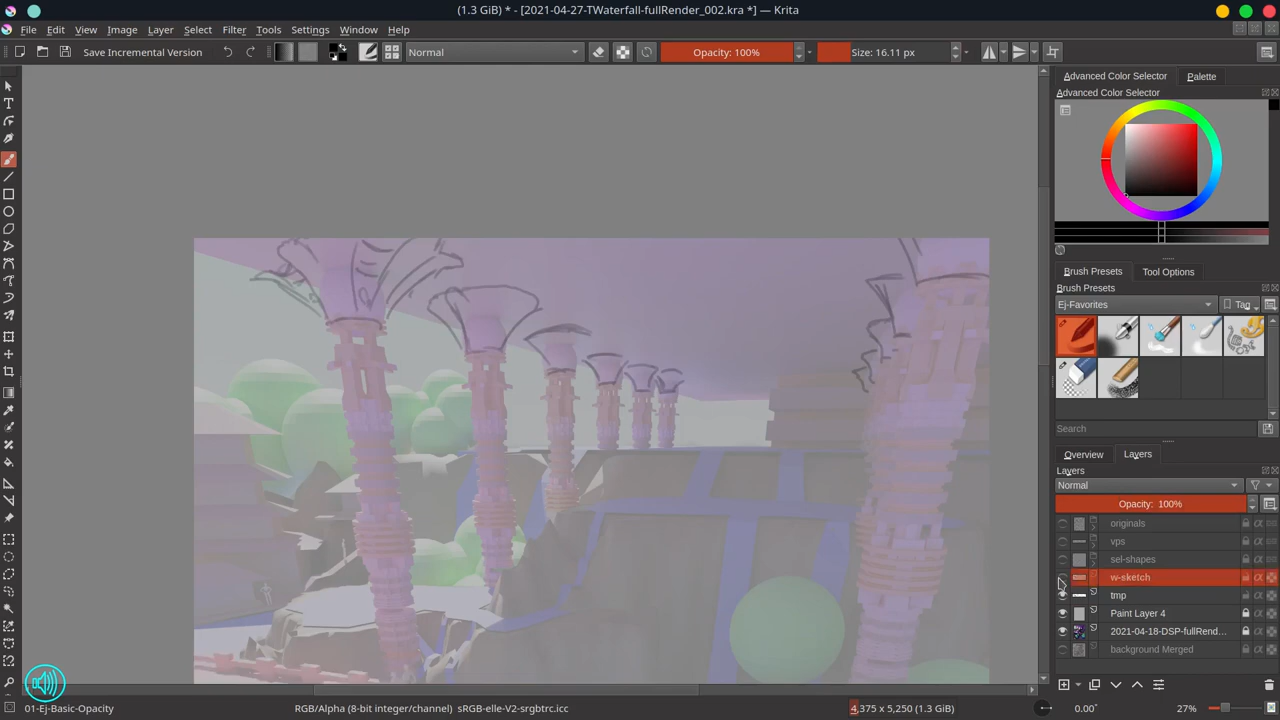 (1.3 GiB) * - [2021-04-27-TWaterfall-fullRender_002.kra *] — Krita
File Edit View Image Layer Select Filter Tools Settings Window Help
Save Incremental Version Normal Opacity: 100% Size: 16.11 px
Advanced Color Selector Palette
Advanced Color Selector
Brush Presets Tool Options
Brush Presets
Ej-Favorites Tag
Search
Overview Layers
Layers
Normal
Opacity: 100%
originals
vps
sel-shapes
w-sketch
tmp
Paint Layer 4
2021-04-18-DSP-fullRend...
background Merged
01-Ej-Basic-Opacity RGB/Alpha (8-bit integer/channel) sRGB-elle-V2-srgbtrc.icc 4,375 x 5,250 (1.3 GiB) 0.00° 27%